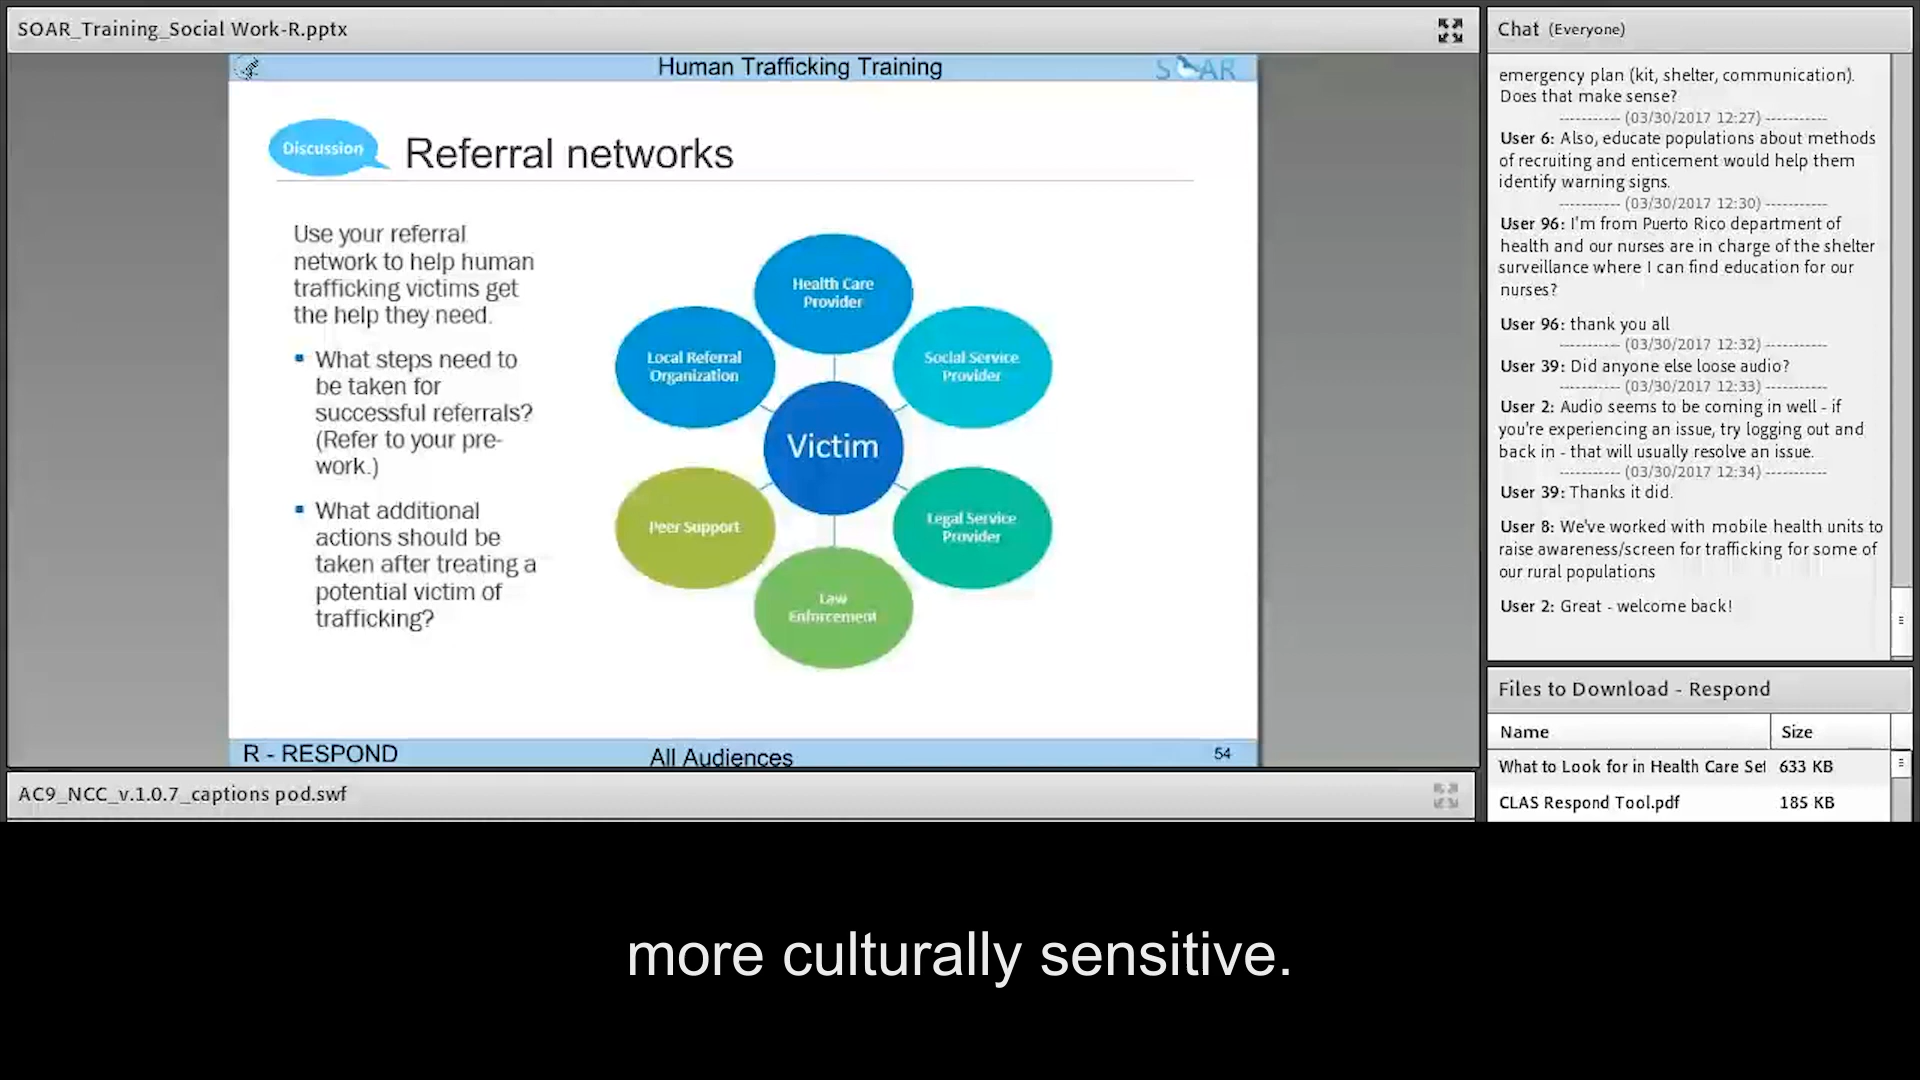 SOAR_Training_Social Work-R.pptx
Human Trafficking Training
SOAR
Discussion
Referral networks
Use your referral
network to help human
trafficking victims get
the help they need.
What steps need to
be taken for
successful referrals?
(Refer to your pre-
work.)
What additional
actions should be
taken after treating a
potential victim of
trafficking?
Health Care
Provider
Local Referral
Organization
Social Service
Provider
Victim
Peer Support
Legal Service
Provider
Law
Enforcement
R - RESPOND
All Audiences
54
AC9_NCC_v.1.0.7_captions pod.swf
more culturally sensitive.
Chat (Everyone)
emergency plan (kit, shelter, communication).
Does that make sense?
----------- (03/30/2017 12:27) -----------
User 6: Also, educate populations about methods
of recruiting and enticement would help them
identify warning signs.
----------- (03/30/2017 12:30) -----------
User 96: I'm from Puerto Rico department of
health and our nurses are in charge of the shelter
surveillance where I can find education for our
nurses?
User 96: thank you all
----------- (03/30/2017 12:32) -----------
User 39: Did anyone else loose audio?
----------- (03/30/2017 12:33) -----------
User 2: Audio seems to be coming in well - if
you're experiencing an issue, try logging out and
back in - that will usually resolve an issue.
----------- (03/30/2017 12:34) -----------
User 39: Thanks it did.
User 8: We've worked with mobile health units to
raise awareness/screen for trafficking for some of
our rural populations
User 2: Great - welcome back!
Files to Download - Respond
Name Size
What to Look for in Health Care Set 633 KB
CLAS Respond Tool.pdf 185 KB